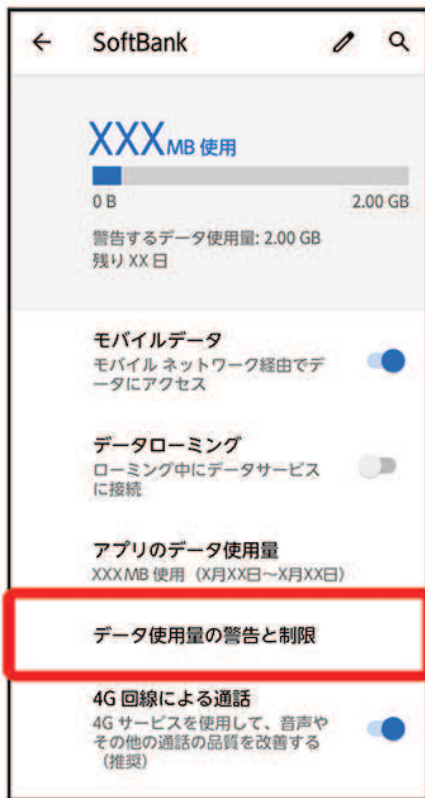 SoftBank
XXX MB 使用
0 B 2.00 GB
警告するデータ使用量: 2.00 GB
残り XX 日
モバイルデータ
モバイル ネットワーク経由でデ
ータにアクセス
データローミング
ローミング中にデータサービス
に接続
アプリのデータ使用量
XXX MB 使用（X月XX日～X月XX日）
データ使用量の警告と制限
4G 回線による通話
4G サービスを使用して、音声や
その他の通話の品質を改善する
（推奨）